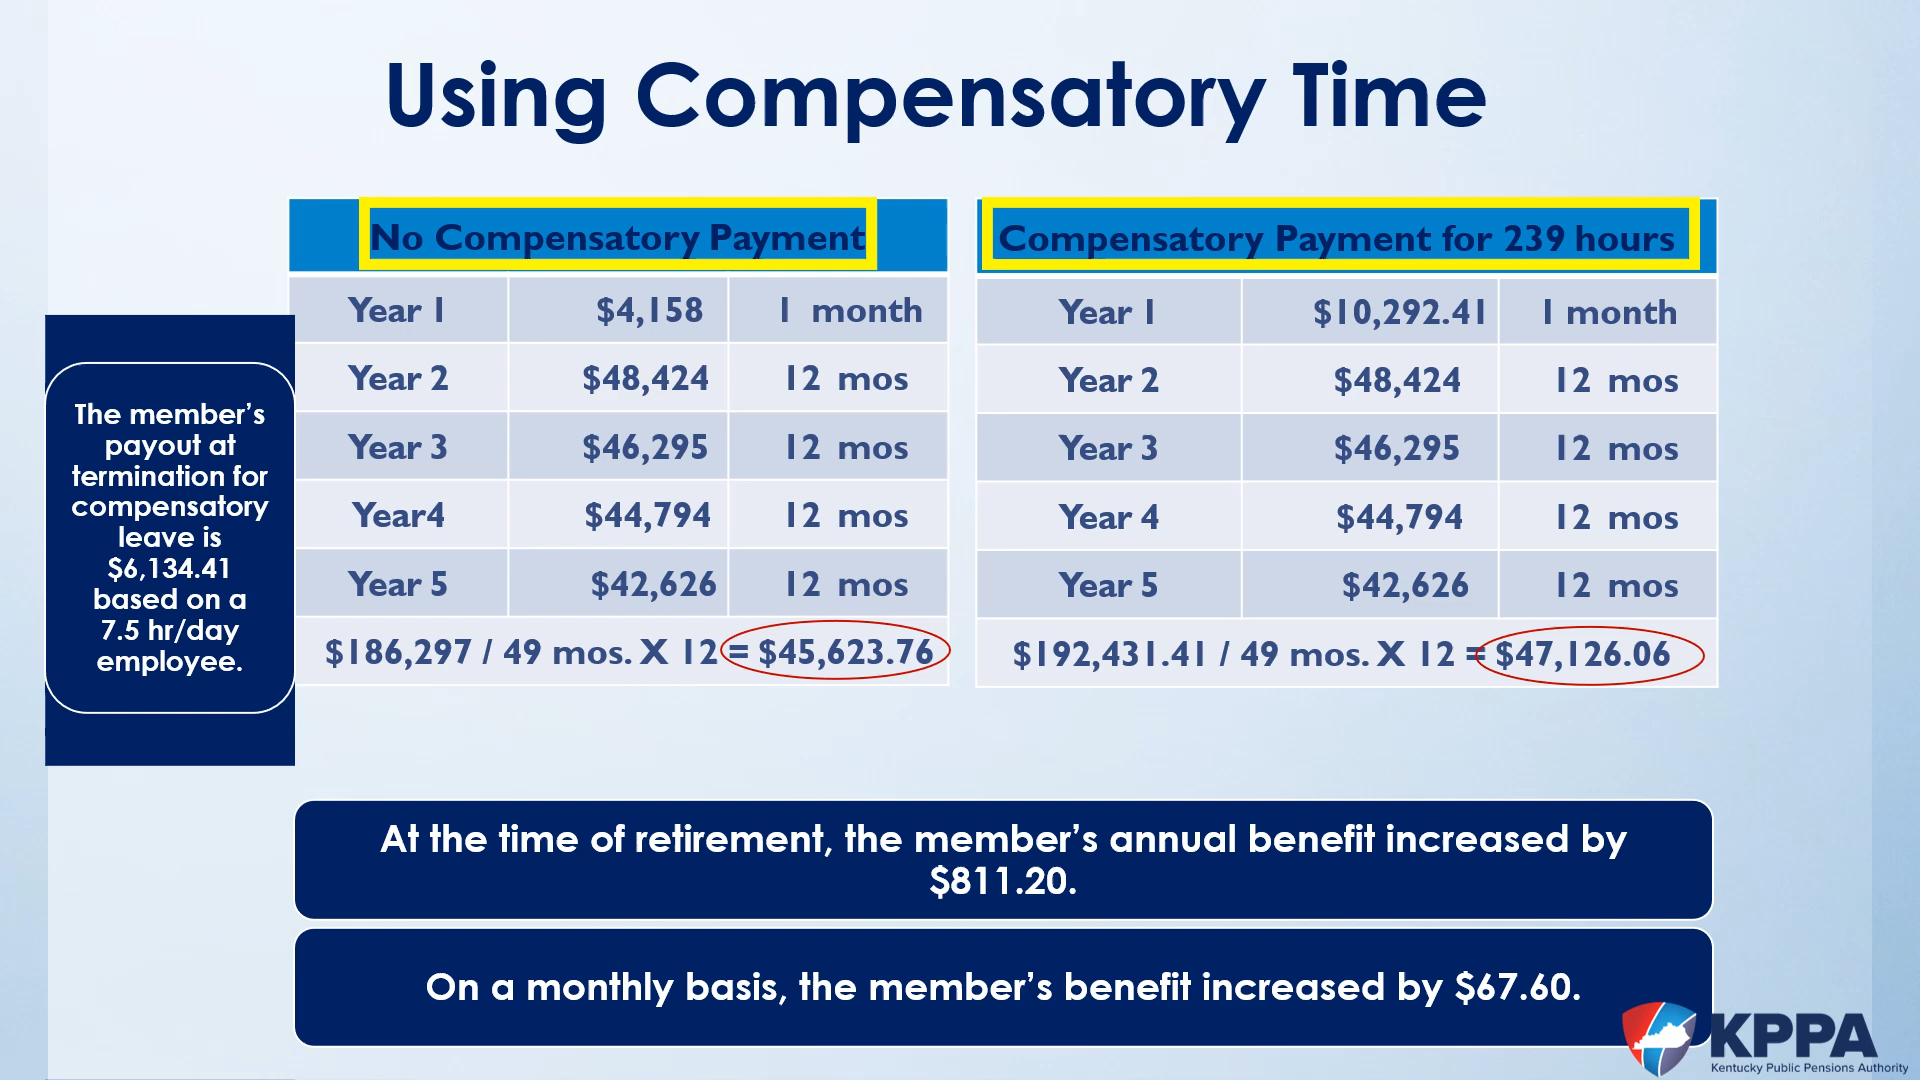 Using Compensatory Time
No Compensatory Payment
Year 1 $4,158 1 month
Year 2 $48,424 12 mos
Year 3 $46,295 12 mos
Year4 $44,794 12 mos
Year 5 $42,626 12 mos
$186,297 / 49 mos. X 12 = $45,623.76
Compensatory Payment for 239 hours
Year 1 $10,292.41 1 month
Year 2 $48,424 12 mos
Year 3 $46,295 12 mos
Year 4 $44,794 12 mos
Year 5 $42,626 12 mos
$192,431.41 / 49 mos. X 12 = $47,126.06
The member’s
payout at
termination for
compensatory
leave is
$6,134.41
based on a
7.5 hr/day
employee.
At the time of retirement, the member’s annual benefit increased by
$811.20.
On a monthly basis, the member’s benefit increased by $67.60.
KPPA
Kentucky Public Pensions Authority